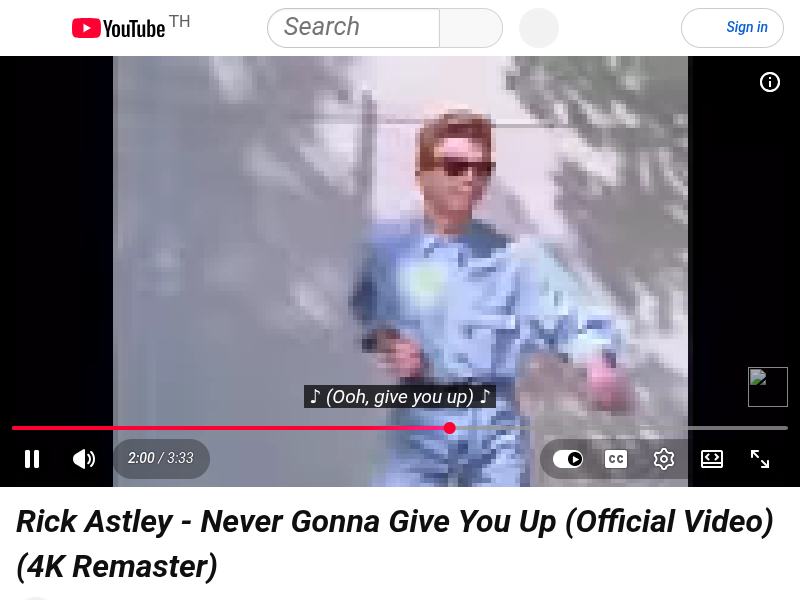 YouTube TH
Search
Sign in
♪ (Ooh, give you up) ♪
2:00 / 3:33
CC
Rick Astley - Never Gonna Give You Up (Official Video)
(4K Remaster)